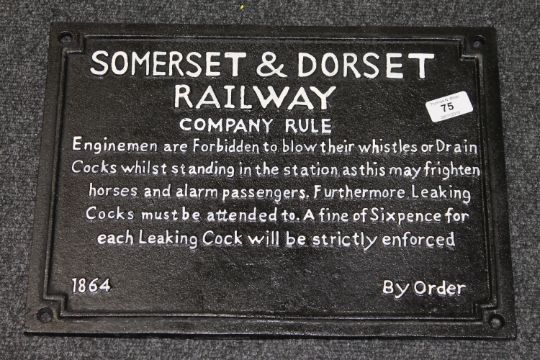 SOMERSET & DORSET
RAILWAY
COMPANY RULE
Enginemen are Forbidden to blow their whistles or Drain
Cocks whilst standing in the station, as this may frighten
horses and alarm passengers. Furthermore, Leaking
Cocks must be attended to. A fine of Sixpence for
each Leaking Cock will be strictly enforced
1864 By Order
75